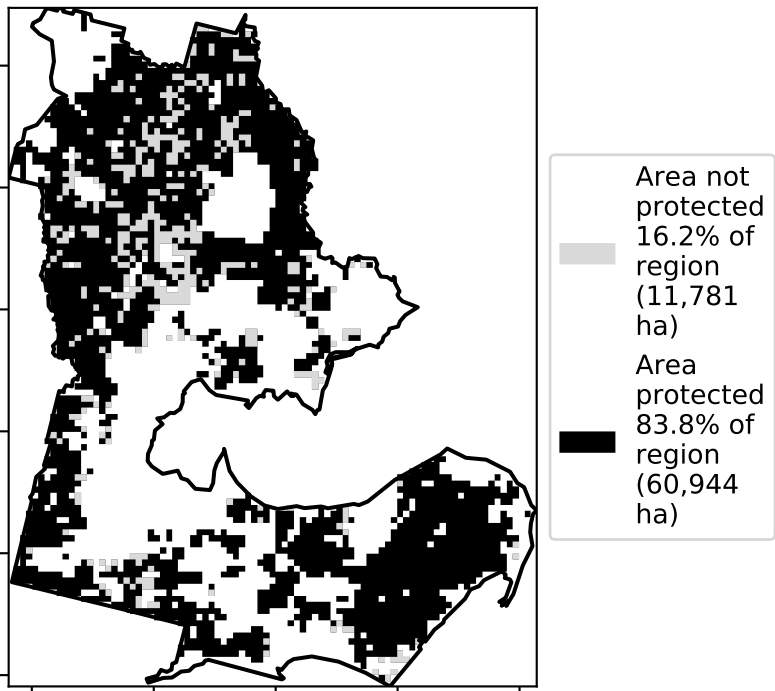 Area not
protected
16.2% of
region
(11,781
ha)
Area
protected
83.8% of
region
(60,944
ha)